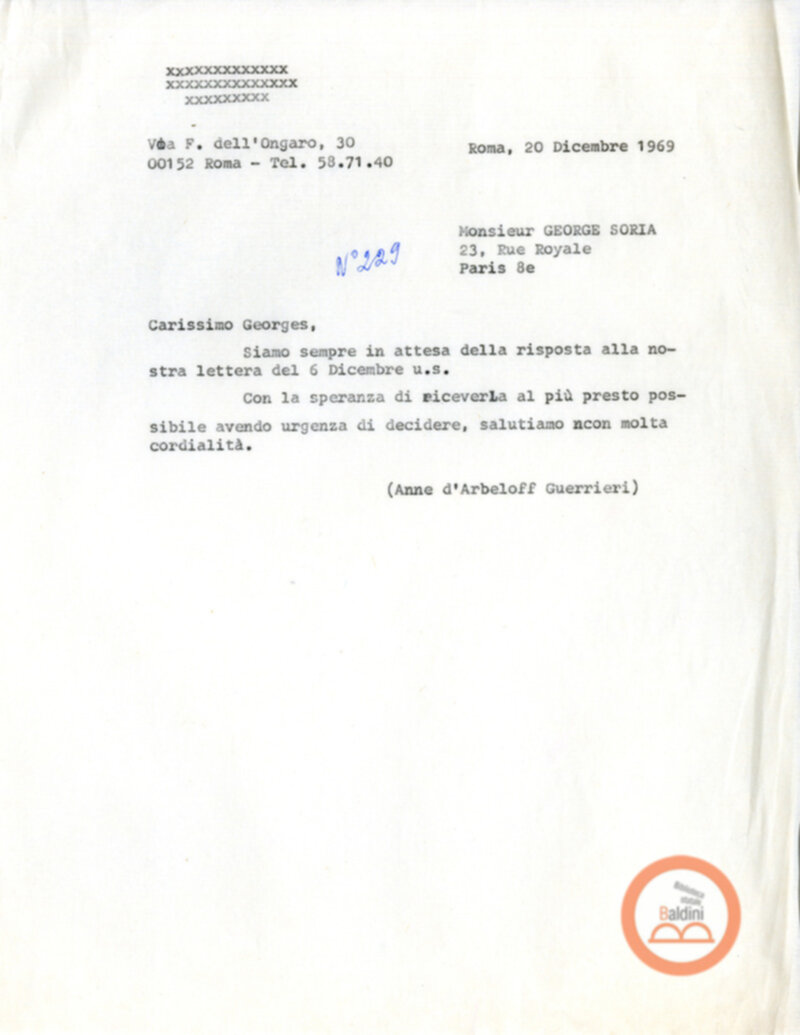 xxxxxxxxxxxxx
xxxxxxxxxxxxxx
xxxxxxxxx
Via F. dell'Ongaro, 30
00152 Roma - Tel. 58.71.40
Roma, 20 Dicembre 1969
Monsieur GEORGE SORIA
23, Rue Royale
Paris 8e
N° 229
Carissimo Georges,
Siamo sempre in attesa della risposta alla no-
stra lettera del 6 Dicembre u.s.
Con la speranza di riceverla al più presto pos-
sibile avendo urgenza di decidere, salutiamo ncon molta
cordialità.
(Anne d'Arbeloff Guerrieri)
Biblioteca
statale
Baldini